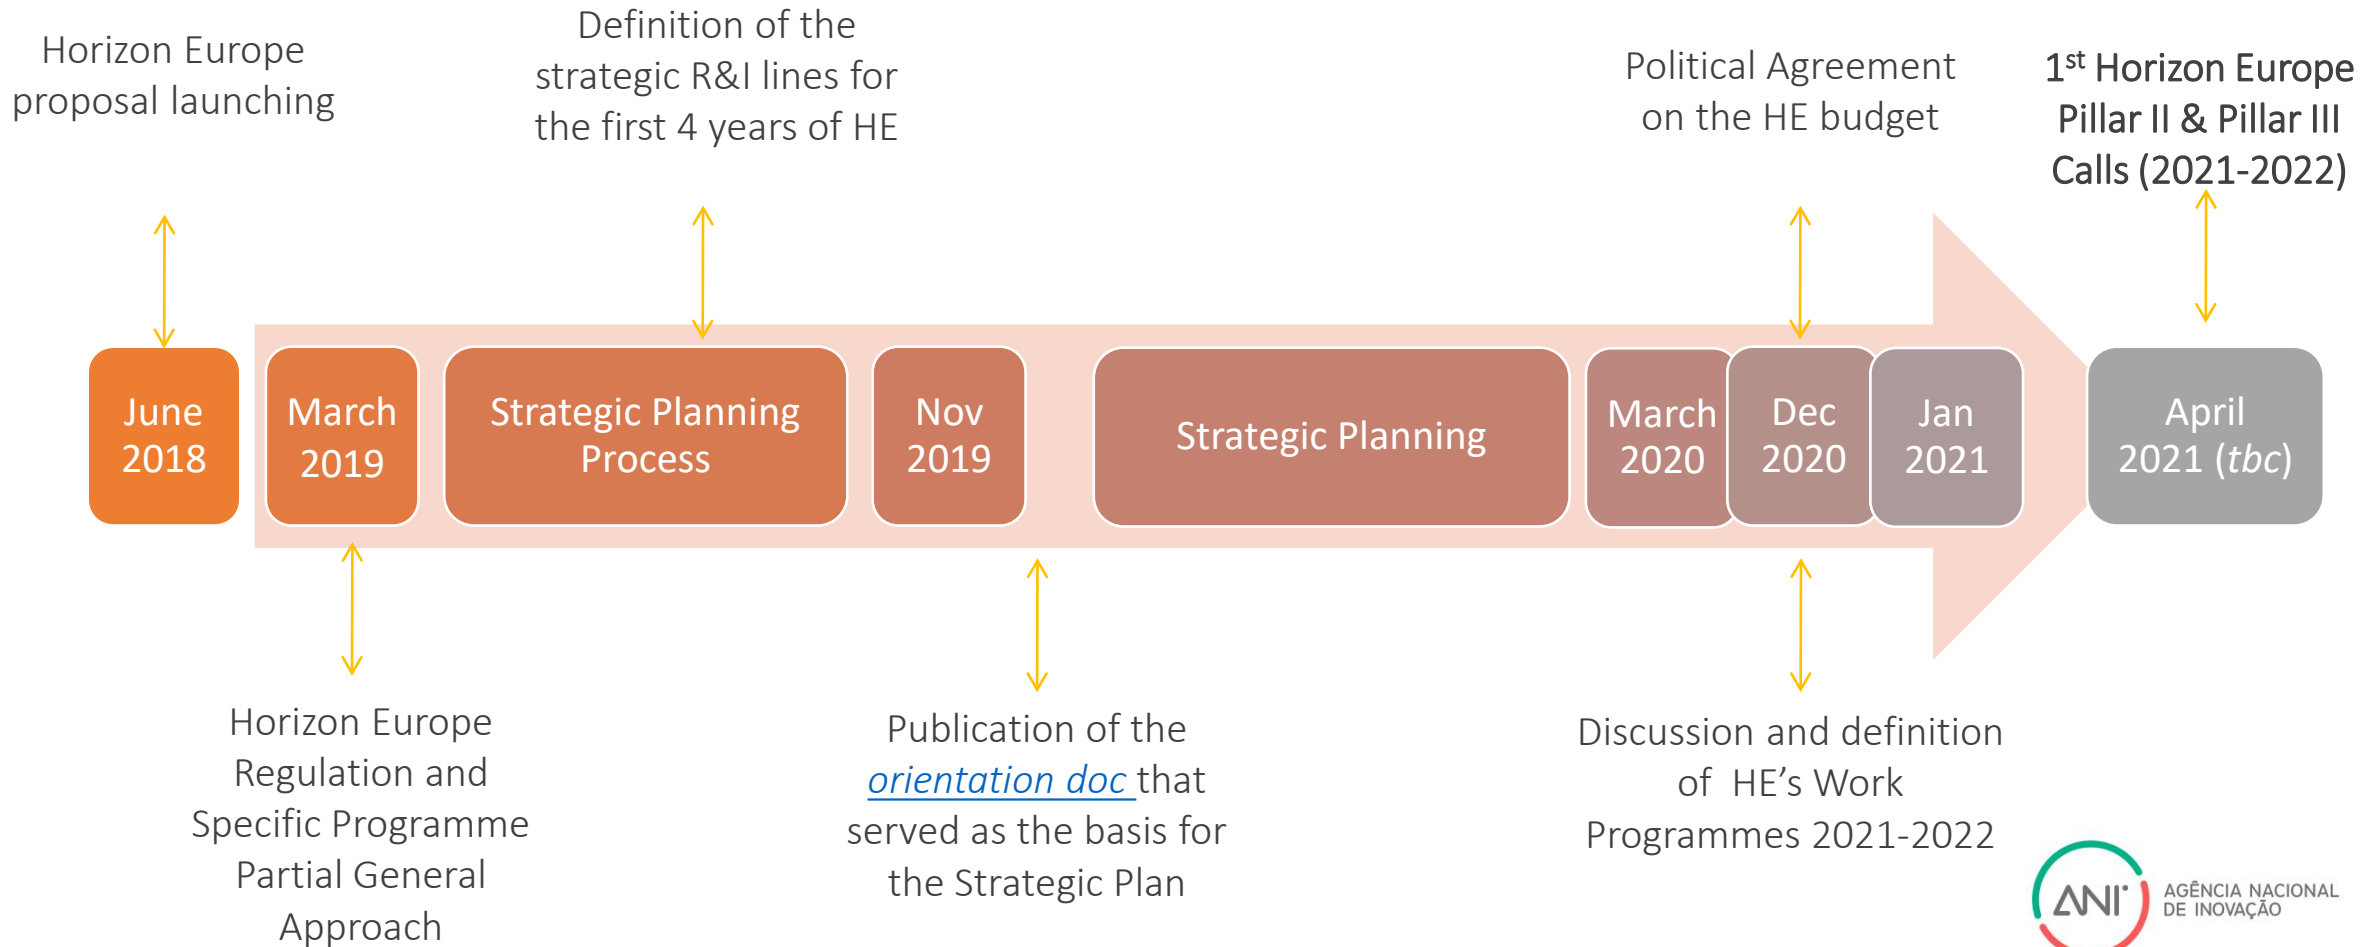 Horizon Europe
proposal launching
Definition of the
strategic R&I lines for
the first 4 years of HE
Political Agreement
on the HE budget
1st Horizon Europe
Pillar II & Pillar III
Calls (2021-2022)
June
2018
March
2019
Strategic Planning
Process
Nov
2019
Strategic Planning
March
2020
Dec
2020
Jan
2021
April
2021 (tbc)
Horizon Europe
Regulation and
Specific Programme
Partial General
Approach
Publication of the
orientation doc that
served as the basis for
the Strategic Plan
Discussion and definition
of HE’s Work
Programmes 2021-2022
ANI
AGÊNCIA NACIONAL
DE INOVAÇÃO